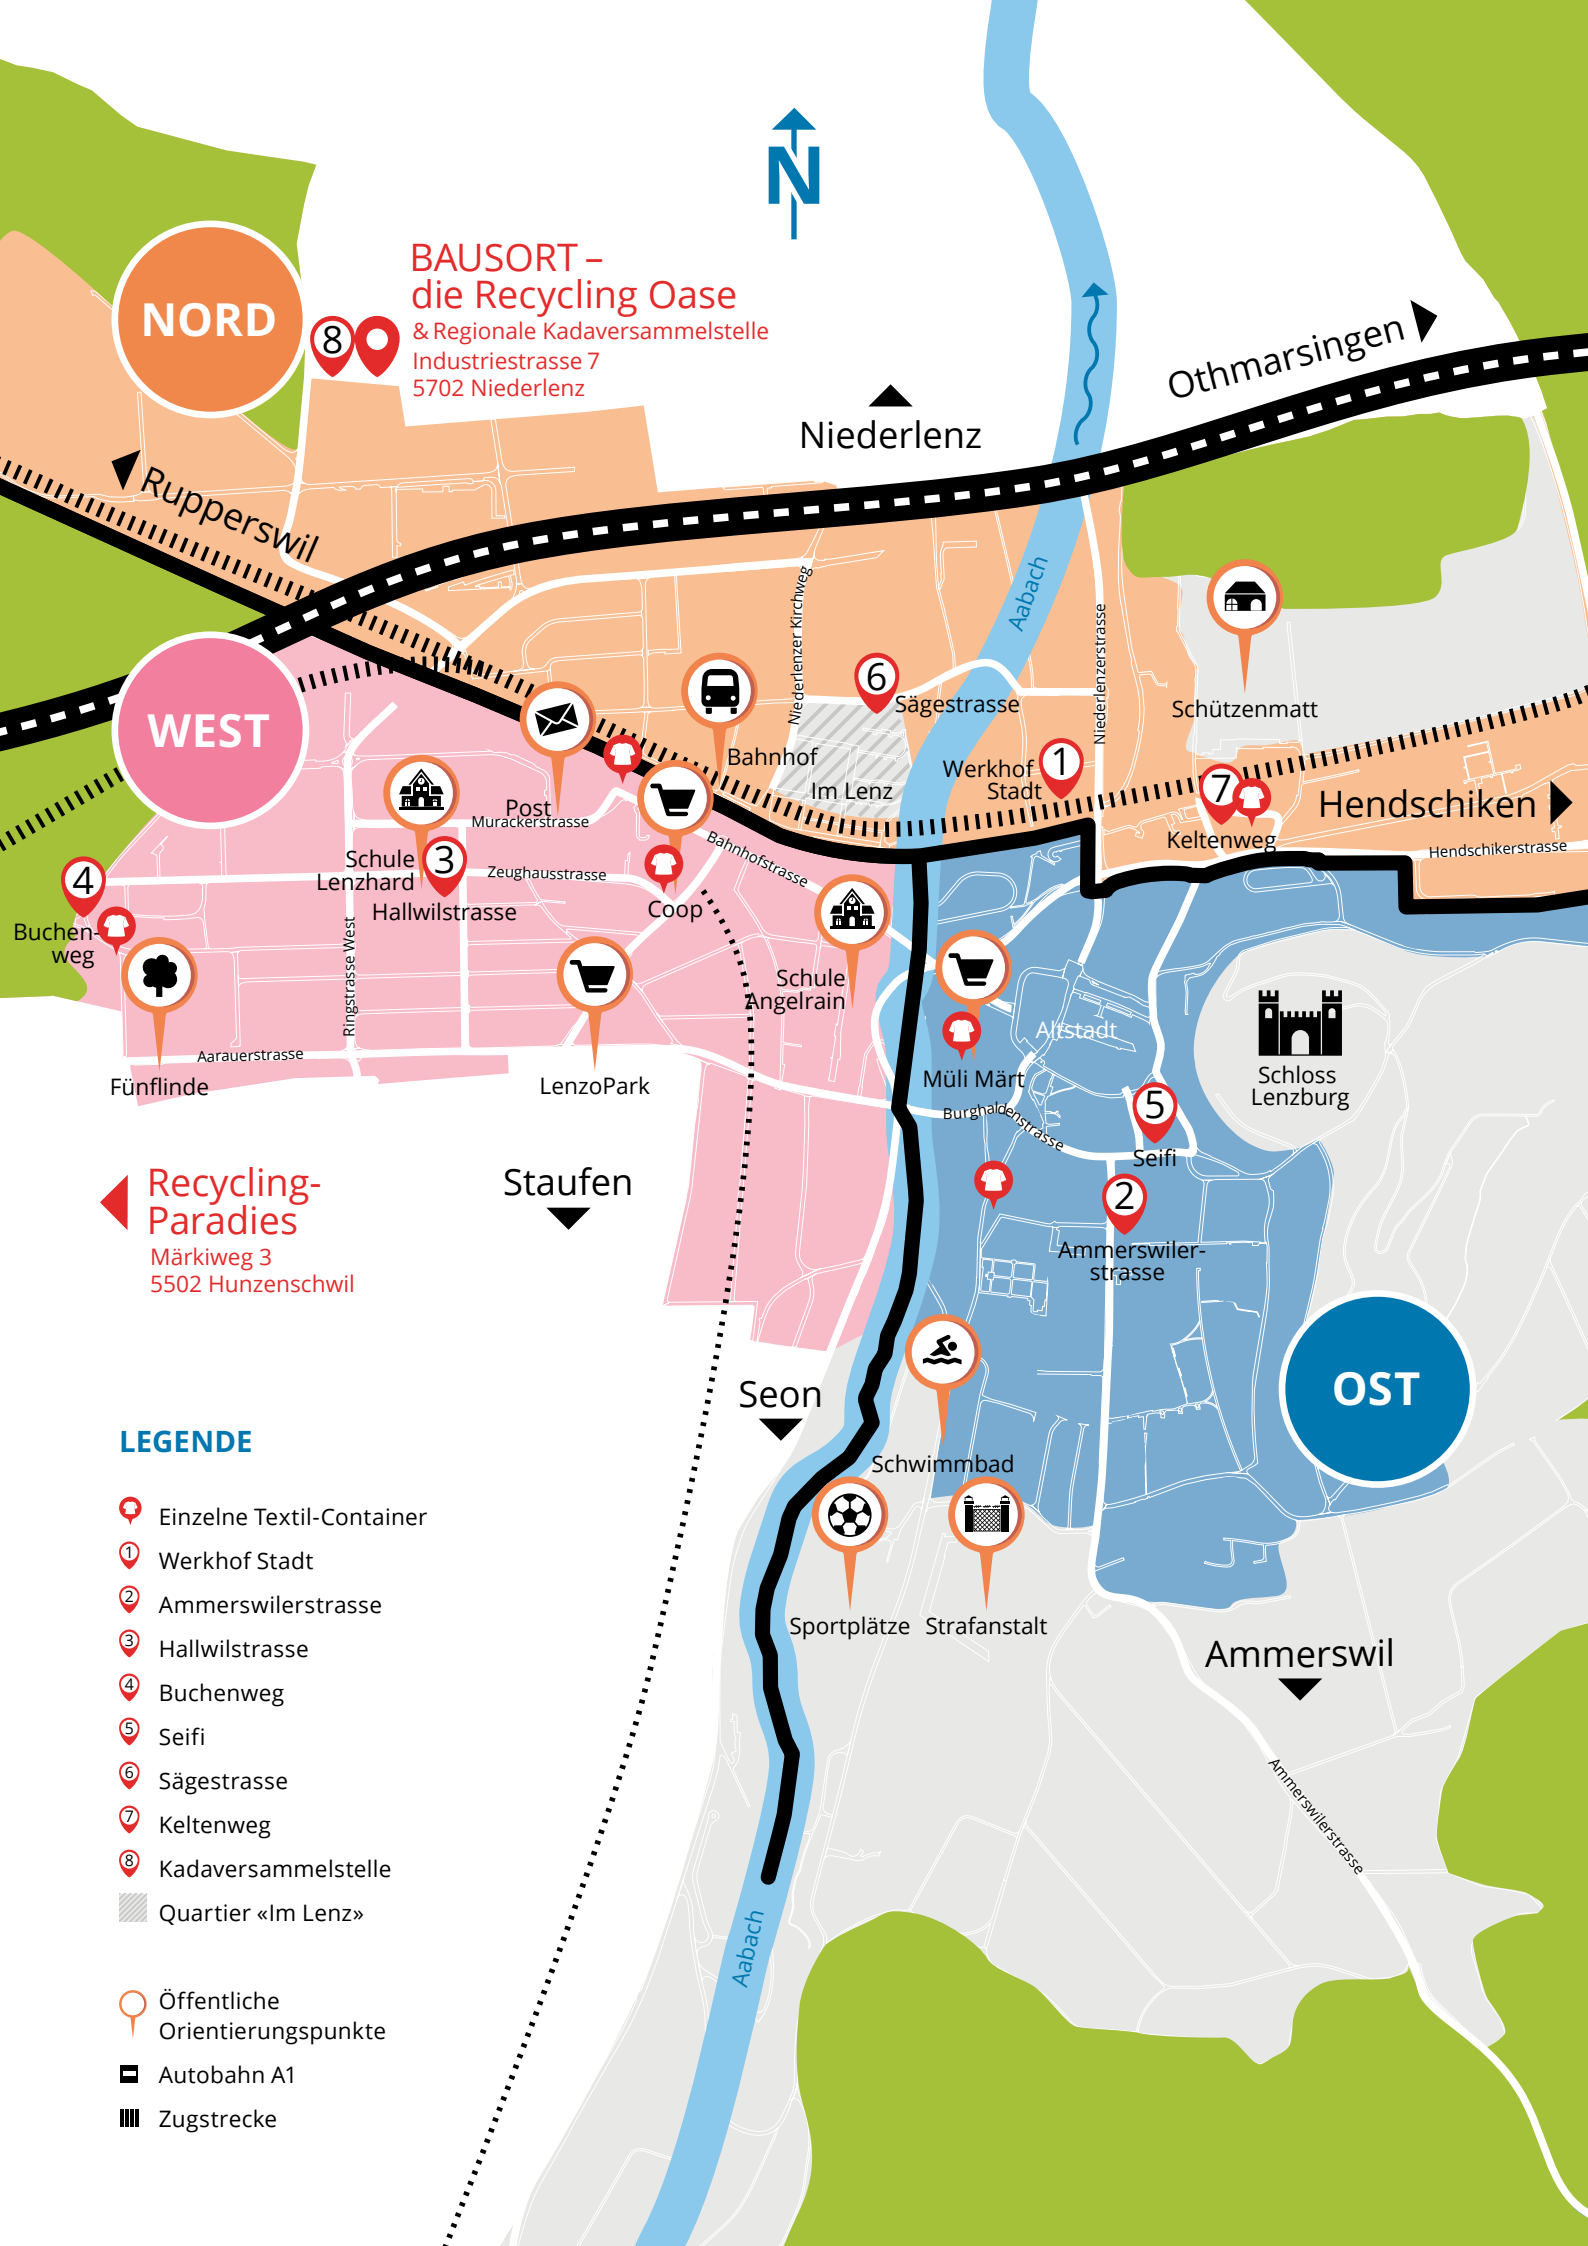 N
BAUSORT –
die Recycling Oase
& Regionale Kadaversammelstelle
Industriestrasse 7
5702 Niederlenz
NORD
8
Othmarsingen
Niederlenz
Rupperswil
Aabach
Niederlenzer Kirchweg
Niederlenzerstrasse
6
Sägestrasse
Schützenmatt
WEST
Bahnhof
Im Lenz
Werkhof
Stadt
1
7
Keltenweg
Hendschiken
Hendschikerstrasse
Post
Murackerstrasse
Bahnhofstrasse
Schule
Lenzhard
3
Hallwilstrasse
Zeughausstrasse
Coop
4
Buchen-
weg
Ringstrasse West
Schule
Angelrain
Altstadt
Aarauerstrasse
Fünflinde
LenzoPark
Müli Märt
Burghaldenstrasse
Schloss
Lenzburg
5
Seifi
2
Ammerswiler-
strasse
Recycling-
Paradies
Märkiweg 3
5502 Hunzenschwil
Staufen
Seon
OST
Schwimmbad
Sportplätze
Strafanstalt
Ammerswil
Ammerswilerstrasse
Aabach
LEGENDE
Einzelne Textil-Container
1 Werkhof Stadt
2 Ammerswilerstrasse
3 Hallwilstrasse
4 Buchenweg
5 Seifi
6 Sägestrasse
7 Keltenweg
8 Kadaversammelstelle
Quartier «Im Lenz»
Öffentliche
Orientierungspunkte
Autobahn A1
Zugstrecke